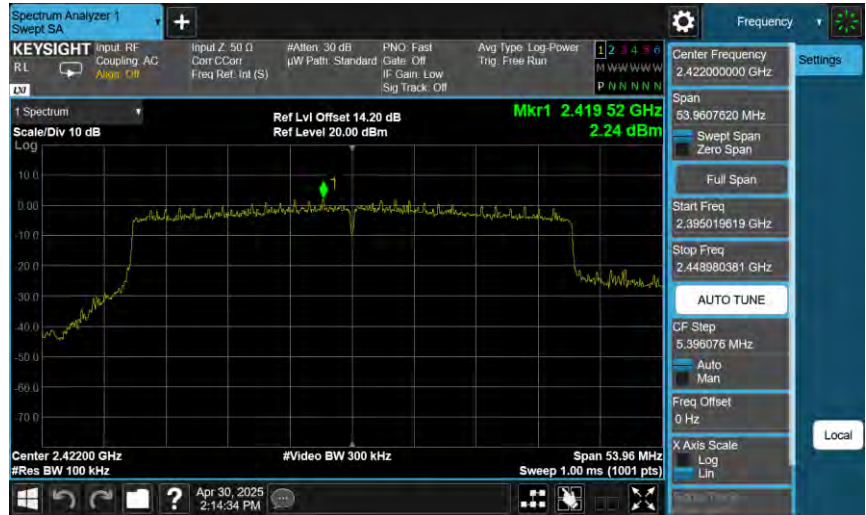 Spectrum Analyzer 1
Swept SA
+
Frequency
KEYSIGHT
RL
LXI
Input: RF
Coupling: AC
Align: Off
Input Z: 50 Ω
Corr CCorr
Freq Ref: Int (S)
#Atten: 30 dB
µW Path: Standard
PNO: Fast
Gate: Off
IF Gain: Low
Sig Track: Off
Avg Type: Log-Power
Trig: Free Run
1 2 3 4 5 6
M W W W W W
P N N N N N
1 Spectrum
Scale/Div 10 dB
Log
Ref Lvl Offset 14.20 dB
Ref Level 20.00 dBm
Mkr1 2.419 52 GHz
2.24 dBm
1
10.0
0.00
-10.0
-20.0
-30.0
-40.0
-50.0
-60.0
-70.0
Center 2.42200 GHz
#Res BW 100 kHz
#Video BW 300 kHz
Span 53.96 MHz
Sweep 1.00 ms (1001 pts)
Center Frequency
2.422000000 GHz
Settings
Span
53.9607620 MHz
Swept Span
Zero Span
Full Span
Start Freq
2.395019619 GHz
Stop Freq
2.448980381 GHz
AUTO TUNE
CF Step
5.396076 MHz
Auto
Man
Freq Offset
0 Hz
X Axis Scale
Log
Lin
Local
?
Apr 30, 2025
2:14:34 PM